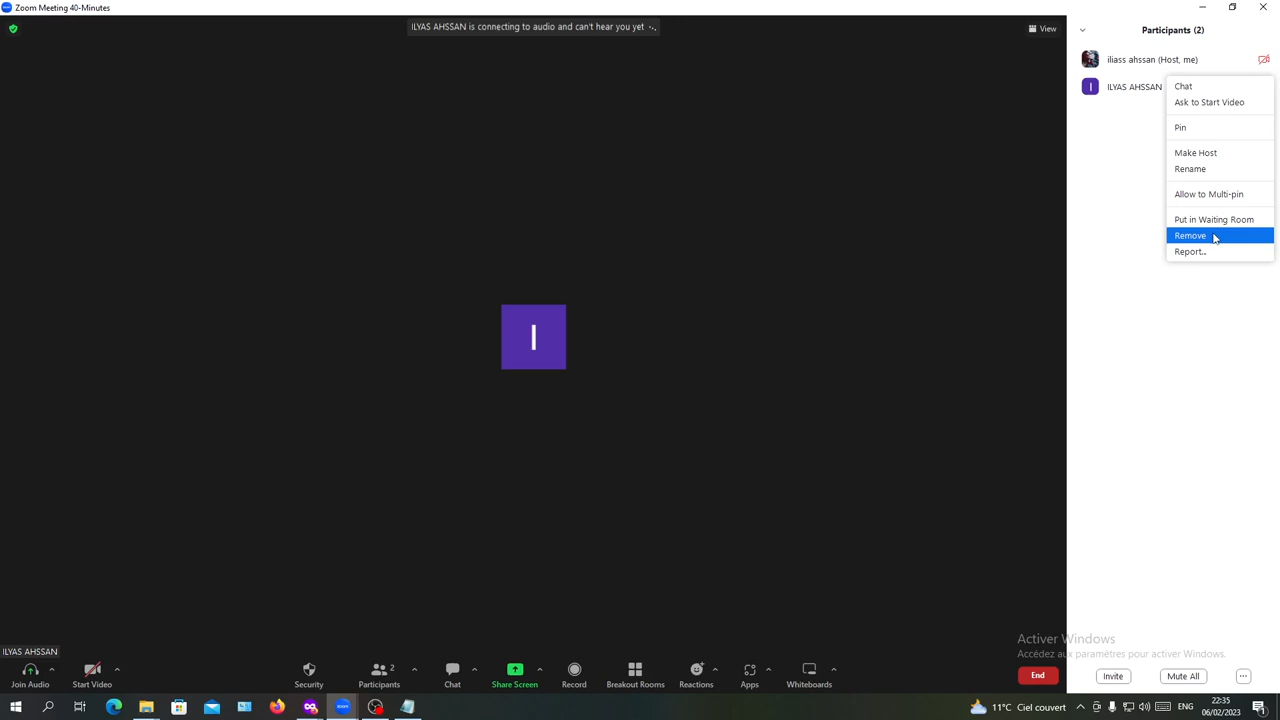 Zoom Meeting 40-Minutes
ILYAS AHSSAN is connecting to audio and can't hear you yet
View
Participants (2)
iliass ahssan (Host, me)
I ILYAS AHSSAN
Chat
Ask to Start Video
Pin
Make Host
Rename
Allow to Multi-pin
Put in Waiting Room
Remove
Report...
I
ILYAS AHSSAN
Activer Windows
Accédez aux paramètres pour activer Windows.
Join Audio
Start Video
Security
2
Participants
Chat
Share Screen
Record
Breakout Rooms
Reactions
Apps
Whiteboards
End
Invite
Mute All
zoom
11°C Ciel couvert
ENG
22:35
06/02/2023
1